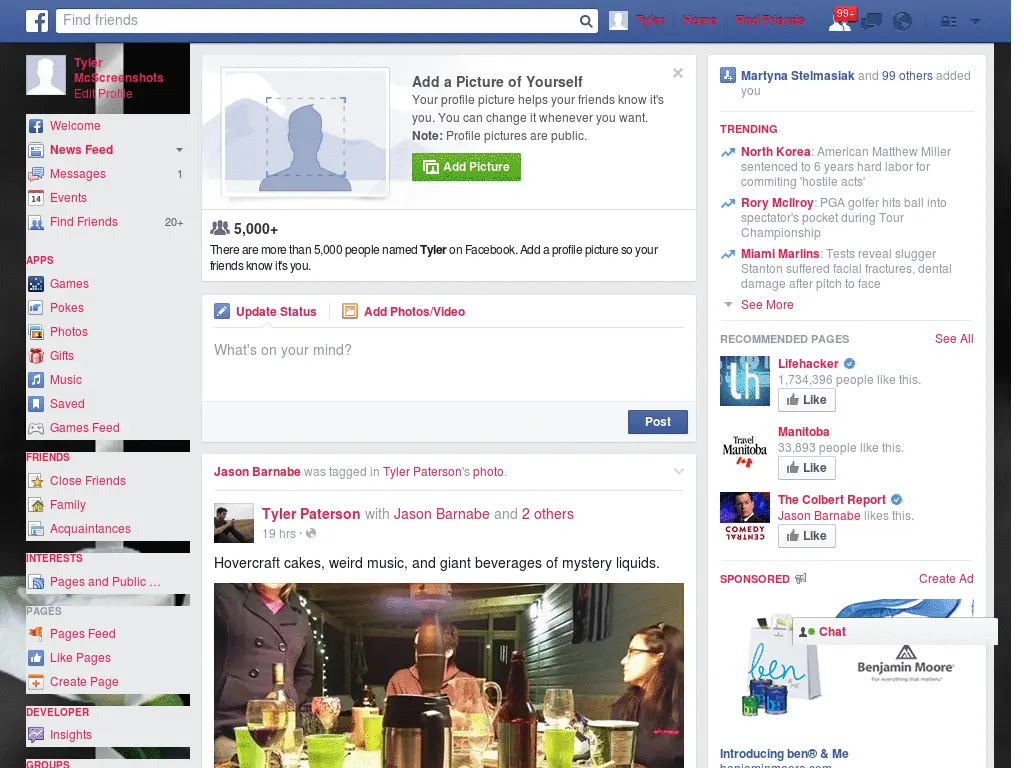 Find friends
Tyler Home Find Friends 99+
Tyler
McScreenshots
Edit Profile
Welcome
News Feed
Messages 1
14 Events
Find Friends 20+
APPS
Games
Pokes
Photos
Gifts
Music
Saved
Games Feed
FRIENDS
Close Friends
Family
Acquaintances
INTERESTS
Pages and Public ...
PAGES
Pages Feed
Like Pages
Create Page
DEVELOPER
Insights
GROUPS
Add a Picture of Yourself
Your profile picture helps your friends know it's
you. You can change it whenever you want.
Note: Profile pictures are public.
Add Picture
5,000+
There are more than 5,000 people named Tyler on Facebook. Add a profile picture so your
friends know it's you.
Update Status Add Photos/Video
What's on your mind?
Post
Jason Barnabe was tagged in Tyler Paterson's photo.
Tyler Paterson with Jason Barnabe and 2 others
19 hrs ·
Hovercraft cakes, weird music, and giant beverages of mystery liquids.
Martyna Stelmasiak and 99 others added
you
TRENDING
North Korea: American Matthew Miller
sentenced to 6 years hard labor for
commiting 'hostile acts'
Rory McIlroy: PGA golfer hits ball into
spectator's pocket during Tour
Championship
Miami Marlins: Tests reveal slugger
Stanton suffered facial fractures, dental
damage after pitch to face
See More
RECOMMENDED PAGES See All
lh
Lifehacker
1,734,396 people like this.
Like
Travel
Manitoba
Manitoba
33,893 people like this.
Like
COMEDY
CENTRAL
The Colbert Report
Jason Barnabe likes this.
Like
SPONSORED Create Ad
Chat
ben
Benjamin Moore®
For everything that matters.®
Introducing ben® & Me
benjaminmoore.com